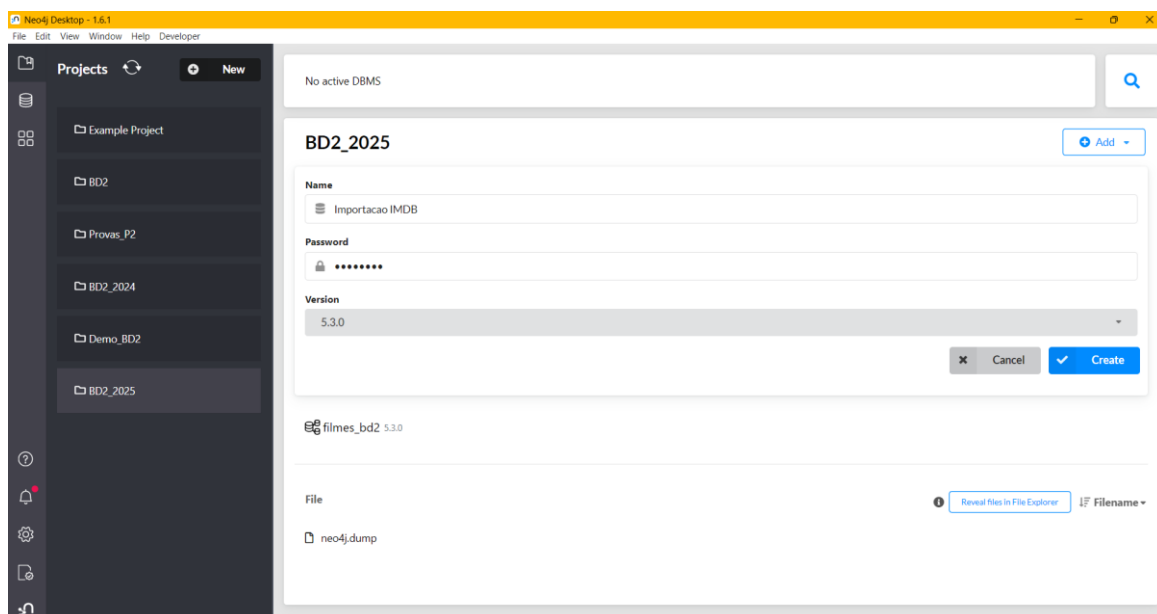 Neo4j Desktop - 1.6.1
File Edit View Window Help Developer
Projects
New
Example Project
BD2
Provas_P2
BD2_2024
Demo_BD2
BD2_2025
No active DBMS
BD2_2025
Add
Name
Importacao IMDB
Password
••••••••
Version
5.3.0
Cancel
Create
filmes_bd2 5.3.0
File
Reveal files in File Explorer
Filename
neo4j.dump